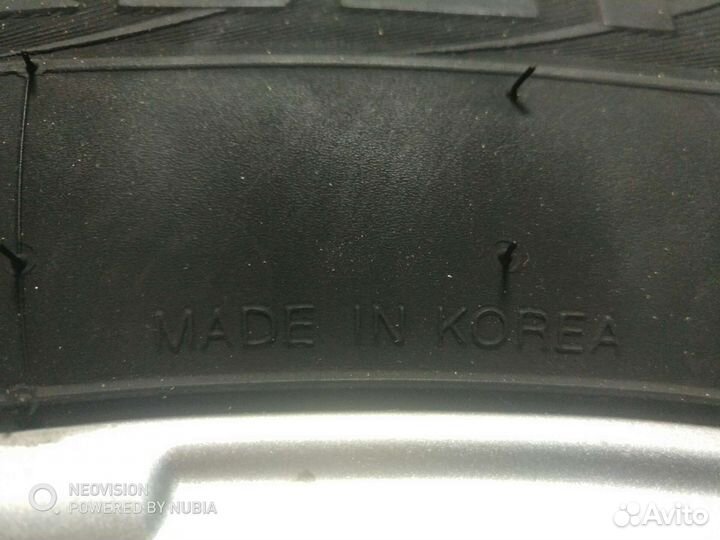 MADE IN KOREA
NEOVISION
POWERED BY NUBIA
Avito